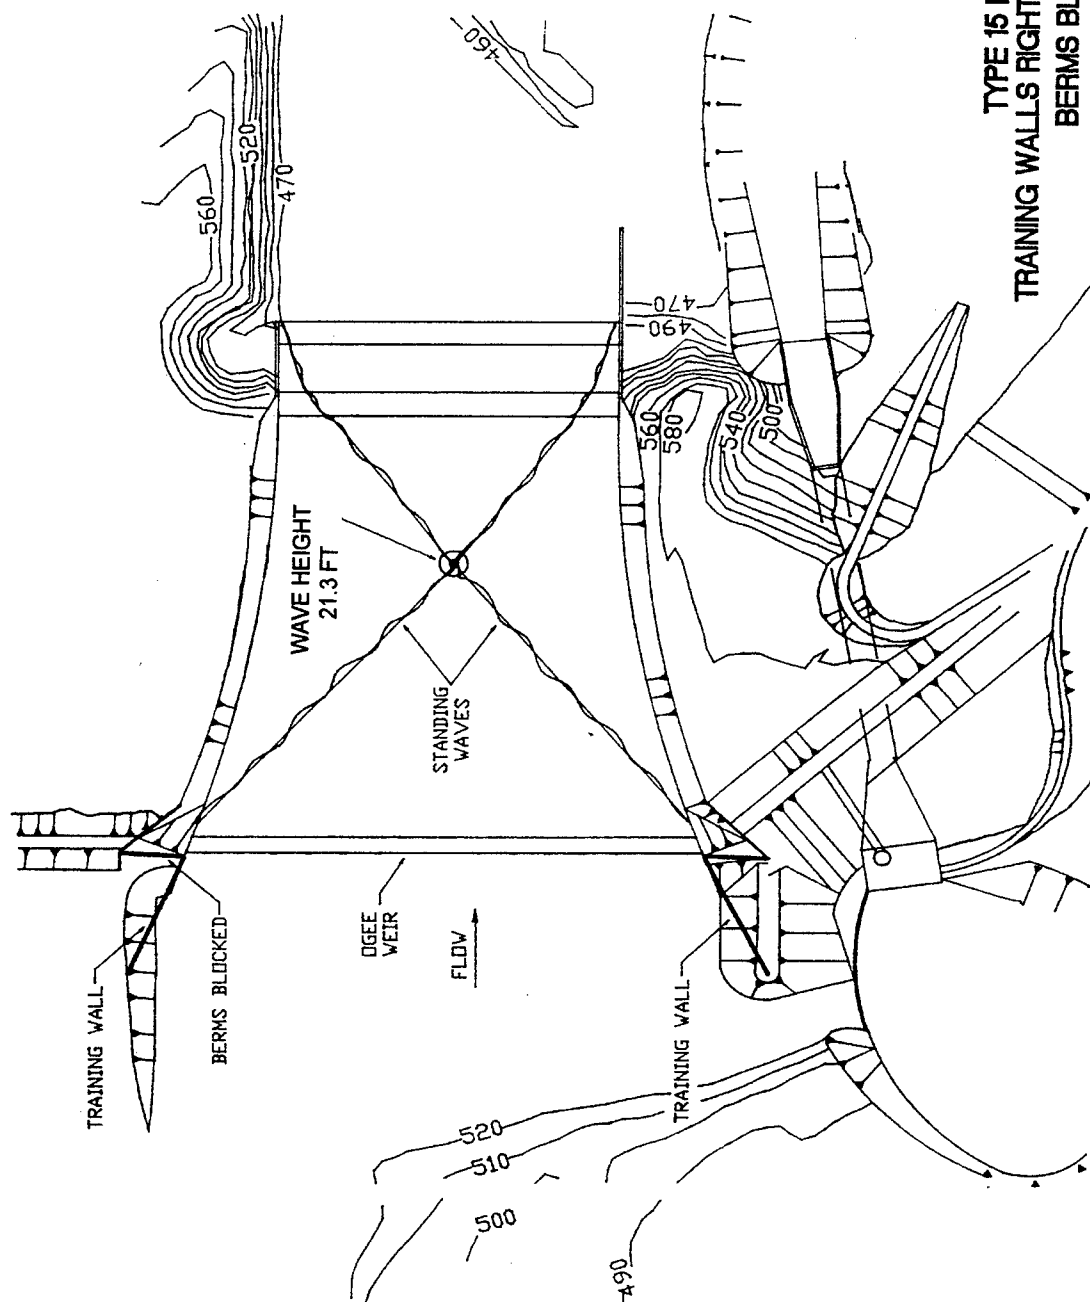 TYPE 15
TRAINING WALLS RIGHT
BERMS
460
520
470
560
470
490
560
580
540
500
WAVE HEIGHT
21.3 FT
STANDING
WAVES
OGEE
WEIR
FLOW
TRAINING WALL
BERMS BLOCKED
TRAINING WALL
520
510
500
490